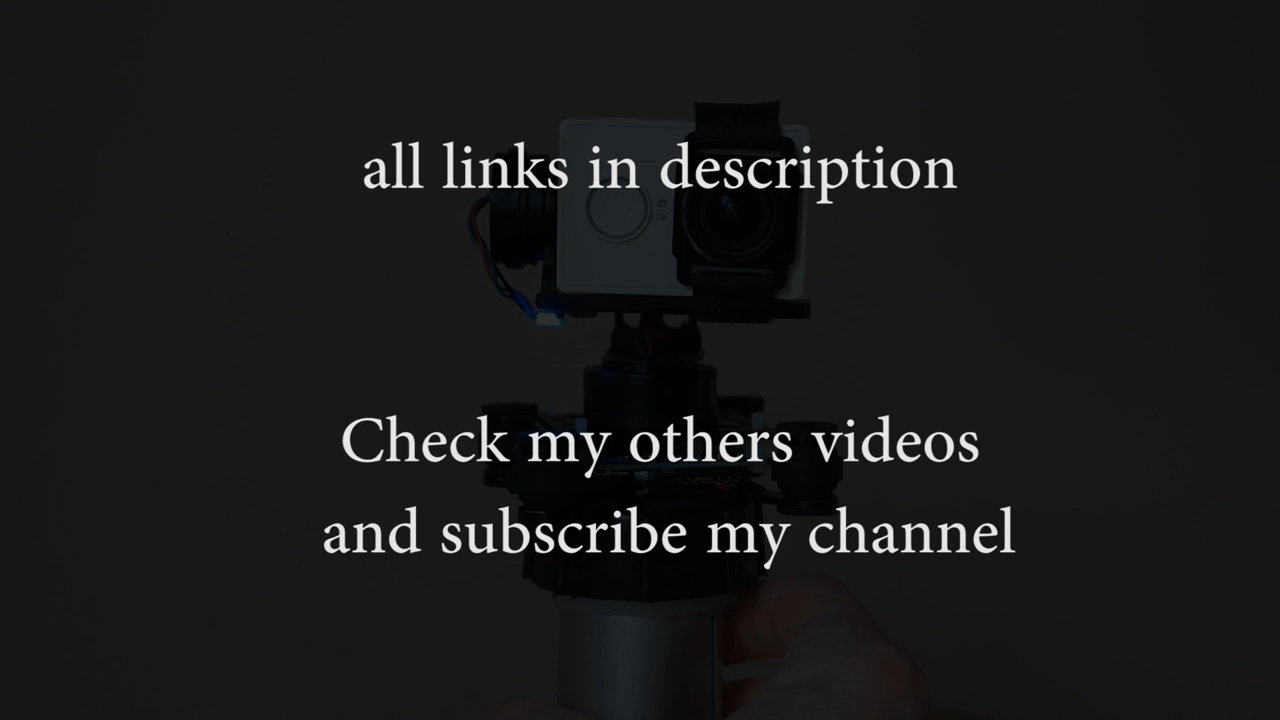 all links in description
Check my others videos
and subscribe my channel